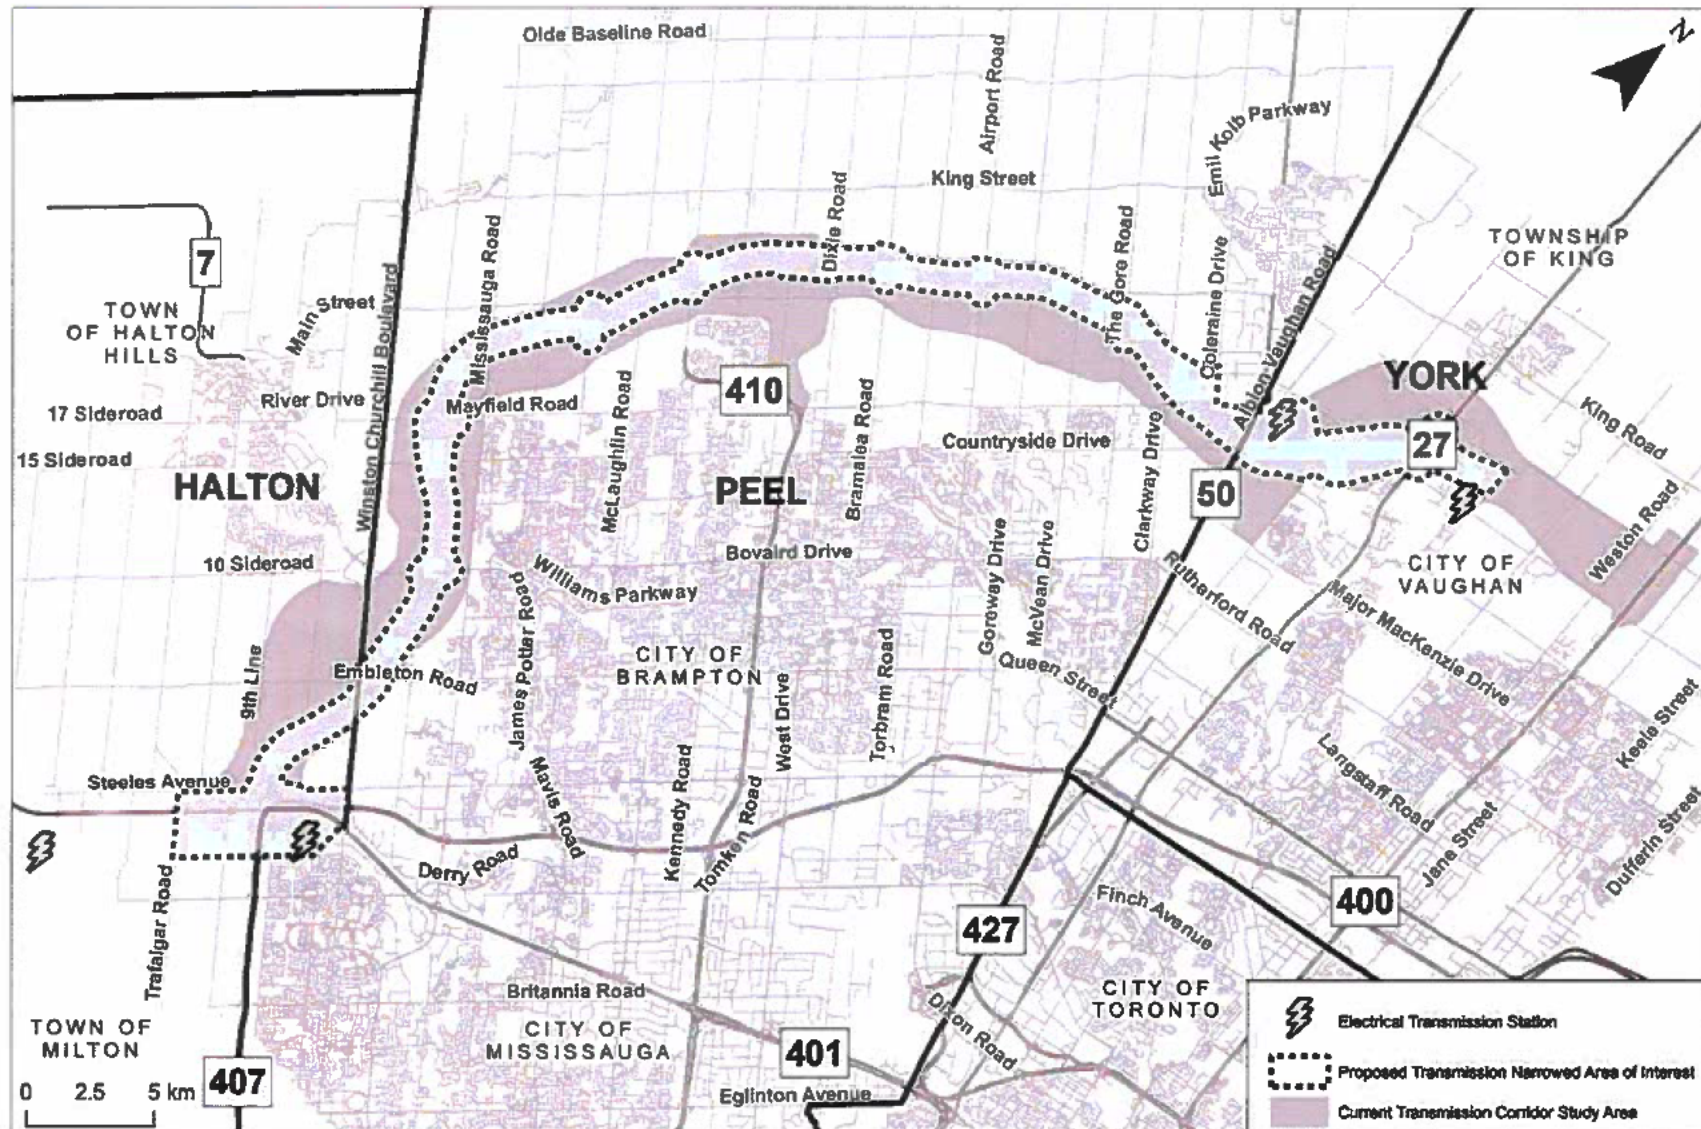 Olde Baseline Road
Airport Road
Emil Kolb Parkway
N
King Street
Dixie Road
Mississauga Road
The Gore Road
Coleraine Drive
Albion Vaughan Road
TOWNSHIP
OF KING
7
TOWN
OF HALTON
HILLS
Main Street
Winston Churchill Boulevard
YORK
410
River Drive
Mayfield Road
17 Sideroad
McLaughlin Road
Bramalea Road
Countryside Drive
Clarkway Drive
27
King Road
15 Sideroad
HALTON
PEEL
50
Weston Road
10 Sideroad
Williams Parkway
Bovaird Drive
Goreway Drive
McVean Drive
Rutherford Road
CITY OF
VAUGHAN
Major MacKenzie Drive
9th Line
Embleton Road
James Potter Road
CITY OF
BRAMPTON
West Drive
Torbram Road
Queen Street
Keele Street
Steeles Avenue
Mavis Road
Kennedy Road
Tomken Road
Langstaff Road
Jane Street
Dufferin Street
Derry Road
Trafalgar Road
427
Finch Avenue
400
Britannia Road
CITY OF
MISSISSAUGA
Dixon Road
CITY OF
TORONTO
TOWN OF
MILTON
401
407
Eglinton Avenue
0 2.5 5 km
Electrical Transmission Station
Proposed Transmission Narrowed Area of Interest
Current Transmission Corridor Study Area